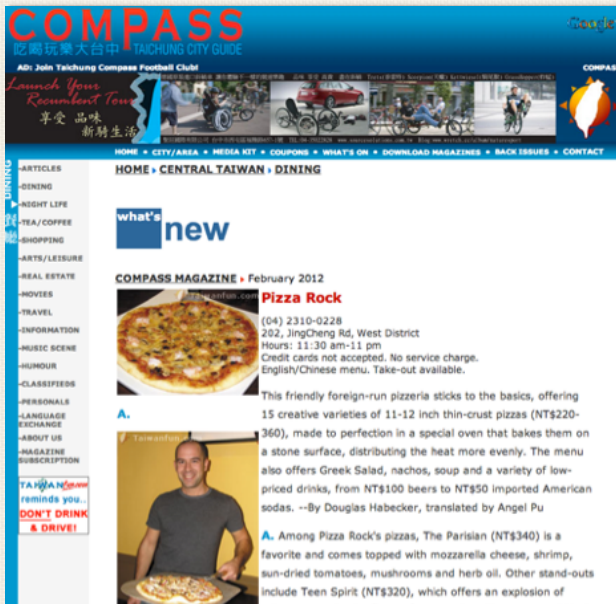 COMPASS
吃喝玩樂大台中 TAICHUNG CITY GUIDE
Google
AD: Join Taichung Compass Football Club!
COMPAS
Launch Your
Recumbent Tour
享受 品味
新騎生活
HOME • CITY/AREA • MEDIA KIT • COUPONS • WHAT'S ON • DOWNLOAD MAGAZINES • BACK ISSUES • CONTACT
DINING
-ARTICLES
-DINING
-NIGHT LIFE
-TEA/COFFEE
-SHOPPING
-ARTS/LEISURE
-REAL ESTATE
-MOVIES
-TRAVEL
-INFORMATION
-MUSIC SCENE
-HUMOUR
-CLASSIFIEDS
-PERSONALS
-LANGUAGE
EXCHANGE
-ABOUT US
-MAGAZINE
SUBSCRIPTION
TAIWANfun.com
reminds you..
DON'T DRINK
& DRIVE!
HOME › CENTRAL TAIWAN › DINING
what's new
COMPASS MAGAZINE › February 2012
Taiwanfun.com
Pizza Rock
(04) 2310-0228
202, JingCheng Rd, West District
Hours: 11:30 am-11 pm
Credit cards not accepted. No service charge.
English/Chinese menu. Take-out available.
A.
Taiwanfun.com
This friendly foreign-run pizzeria sticks to the basics, offering
15 creative varieties of 11-12 inch thin-crust pizzas (NT$220-
360), made to perfection in a special oven that bakes them on
a stone surface, distributing the heat more evenly. The menu
also offers Greek Salad, nachos, soup and a variety of low-
priced drinks, from NT$100 beers to NT$50 imported American
sodas. --By Douglas Habecker, translated by Angel Pu
A. Among Pizza Rock's pizzas, The Parisian (NT$340) is a
favorite and comes topped with mozzarella cheese, shrimp,
sun-dried tomatoes, mushrooms and herb oil. Other stand-outs
include Teen Spirit (NT$320), which offers an explosion of